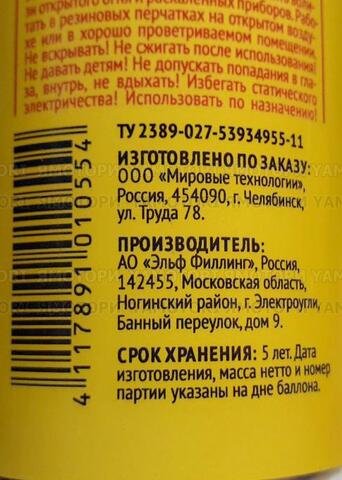 зи открытого огня и раскаленных приборов. Рабо-
тать в резиновых перчатках на открытом возду-
хе или в хорошо проветриваемом помещении.
Не вскрывать! Не сжигать после использования!
Не давать детям! Не допускать попадания в гла-
за, внутрь, не вдыхать! Избегать статического
электричества! Использовать по назначению!
ТУ 2389-027-53934955-11
ИЗГОТОВЛЕНО ПО ЗАКАЗУ:
ООО «Мировые технологии»,
Россия, 454090, г. Челябинск,
ул. Труда 78.
ПРОИЗВОДИТЕЛЬ:
АО «Эльф Филлинг», Россия,
142455, Московская область,
Ногинский район, г. Электроугли,
Банный переулок, дом 9.
СРОК ХРАНЕНИЯ: 5 лет. Дата
изготовления, масса нетто и номер
партии указаны на дне баллона.
4 11789 010554